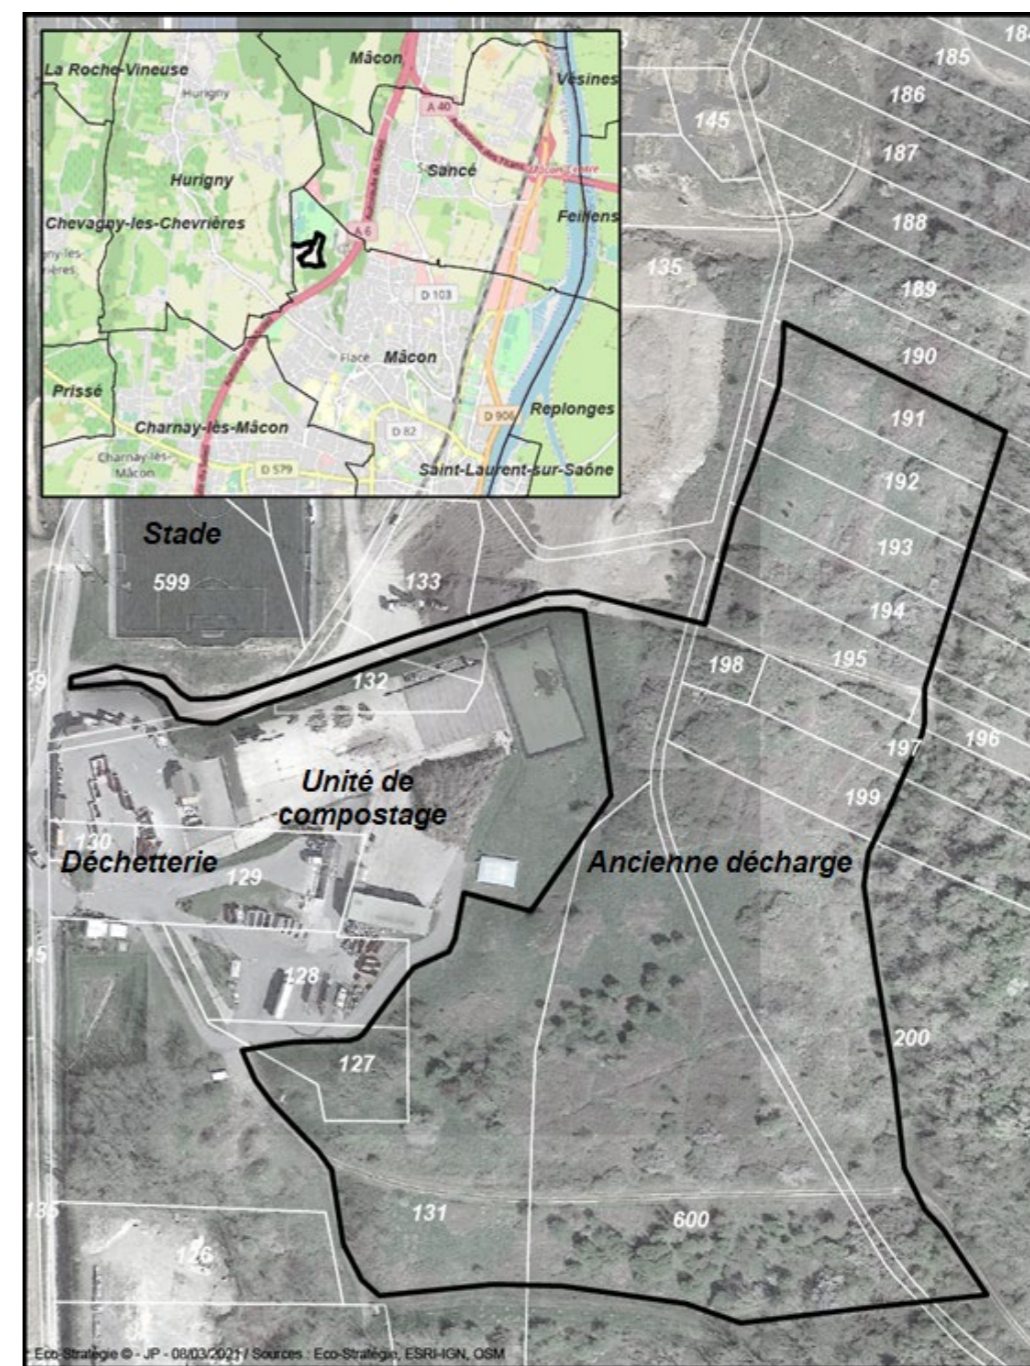 La Roche-Vineuse
Mâcon
Vésines
Hurigny
A 40
Sancé
Hurigny
Chevagny-les-Chevrières
A 6
Feillens
D 103
Flacé
Mâcon
Prissé
Replonges
D 906
Charnay-lès-Mâcon
D 82
Charnay-lès-
Mâcon
D 579
Saint-Laurent-sur-Saône
184
185
186
145
187
188
135
189
190
191
192
193
194
195
198
196
197
199
Stade
599
133
132
Unité de
compostage
130
Déchetterie
129
Ancienne décharge
128
127
200
131
600
126
Eco-Stratégie © - JP - 08/03/2021 / Sources : Eco-Stratégie, ESRI-IGN, OSM